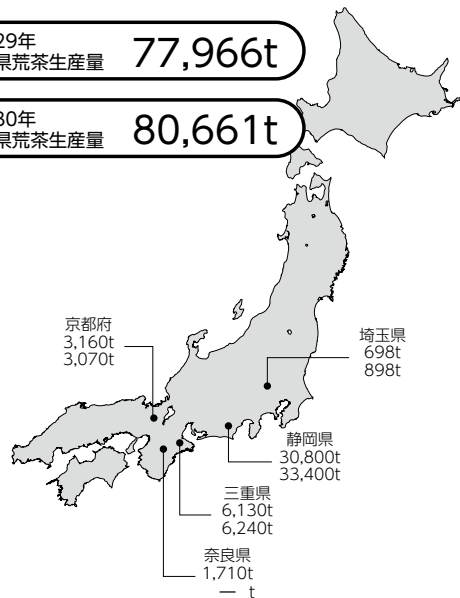 29年
県荒茶生産量 77,966t
30年
県荒茶生産量 80,661t
京都府
3,160t
3,070t
埼玉県
698t
898t
静岡県
30,800t
33,400t
三重県
6,130t
6,240t
奈良県
1,710t
— t